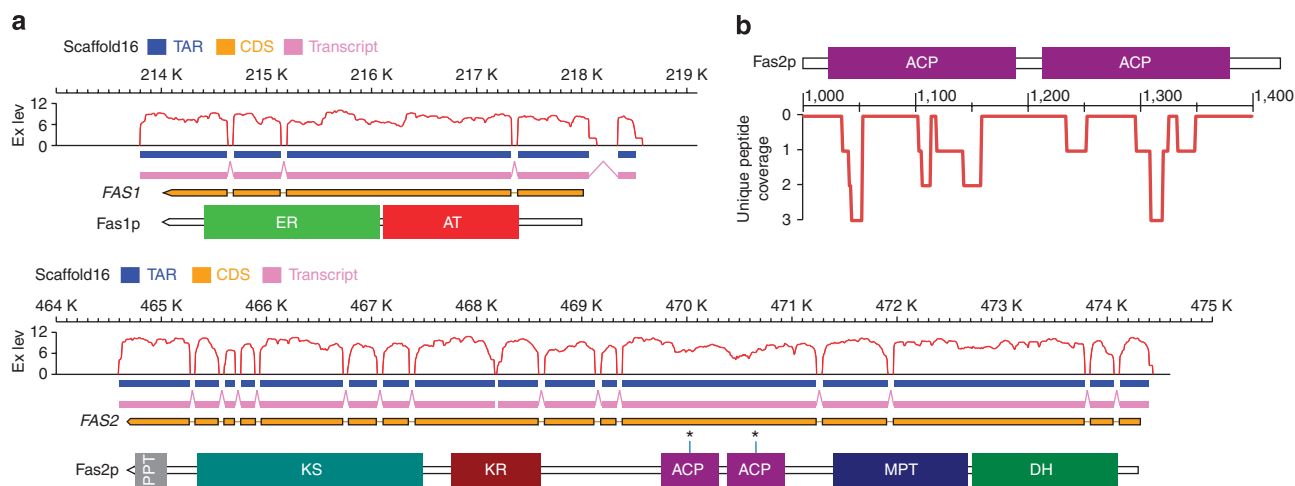 a
Scaffold16 TAR CDS Transcript
214 K 215 K 216 K 217 K 218 K 219 K
Ex lev
12
6
0
FAS1
Fas1p ER AT
b
Fas2p ACP ACP
1,000 1,100 1,200 1,300 1,400
Unique peptide
coverage
0
1
2
3
Scaffold16 TAR CDS Transcript
464 K 465 K 466 K 467 K 468 K 469 K 470 K 471 K 472 K 473 K 474 K 475 K
Ex lev
12
6
0
FAS2
* *
Fas2p PPT KS KR ACP ACP MPT DH